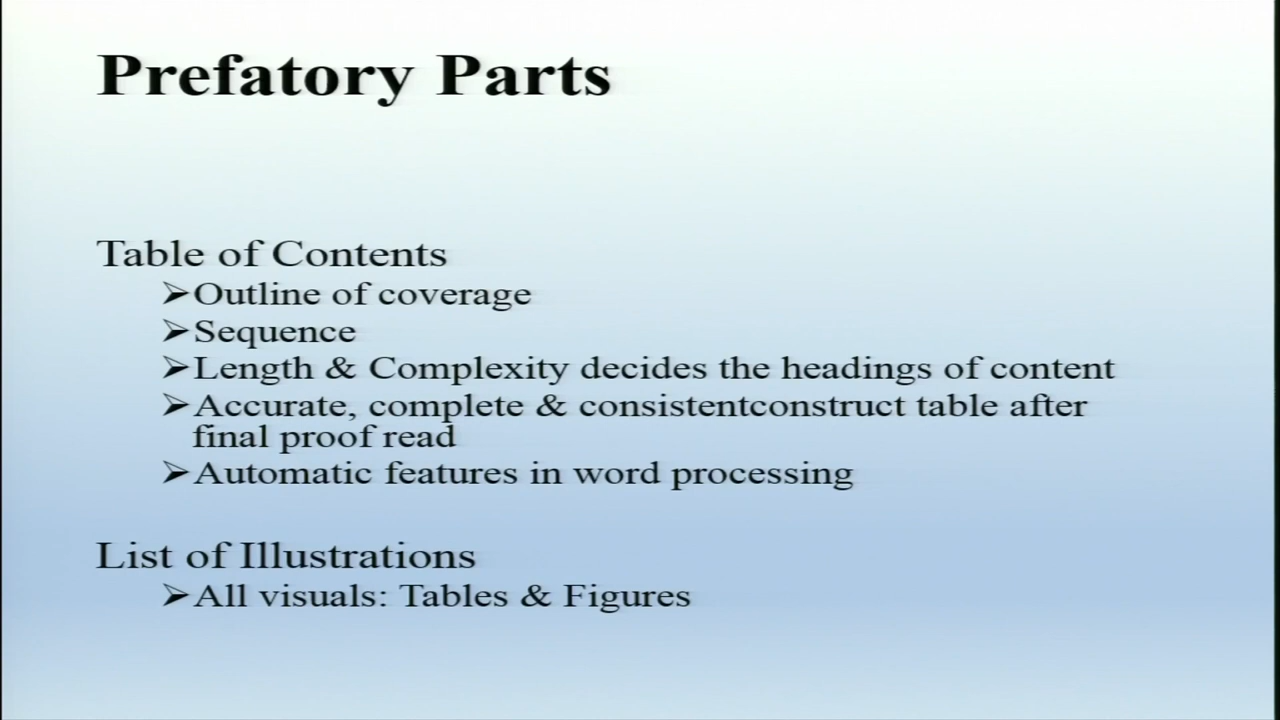 Prefatory Parts
Table of Contents
➢Outline of coverage
➢Sequence
➢Length & Complexity decides the headings of content
➢Accurate, complete & consistentconstruct table after
final proof read
➢Automatic features in word processing
List of Illustrations
➢All visuals: Tables & Figures